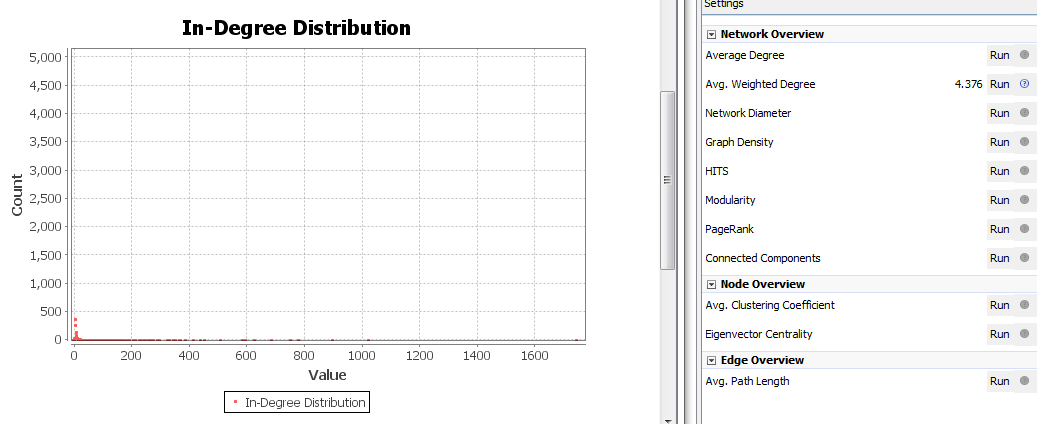 In-Degree Distribution
5,000
4,500
4,000
3,500
3,000
2,500
2,000
1,500
1,000
500
0
Count
0 200 400 600 800 1000 1200 1400 1600
Value
In-Degree Distribution
Settings
Network Overview
Average Degree Run
Avg. Weighted Degree 4.376 Run
Network Diameter Run
Graph Density Run
HITS Run
Modularity Run
PageRank Run
Connected Components Run
Node Overview
Avg. Clustering Coefficient Run
Eigenvector Centrality Run
Edge Overview
Avg. Path Length Run